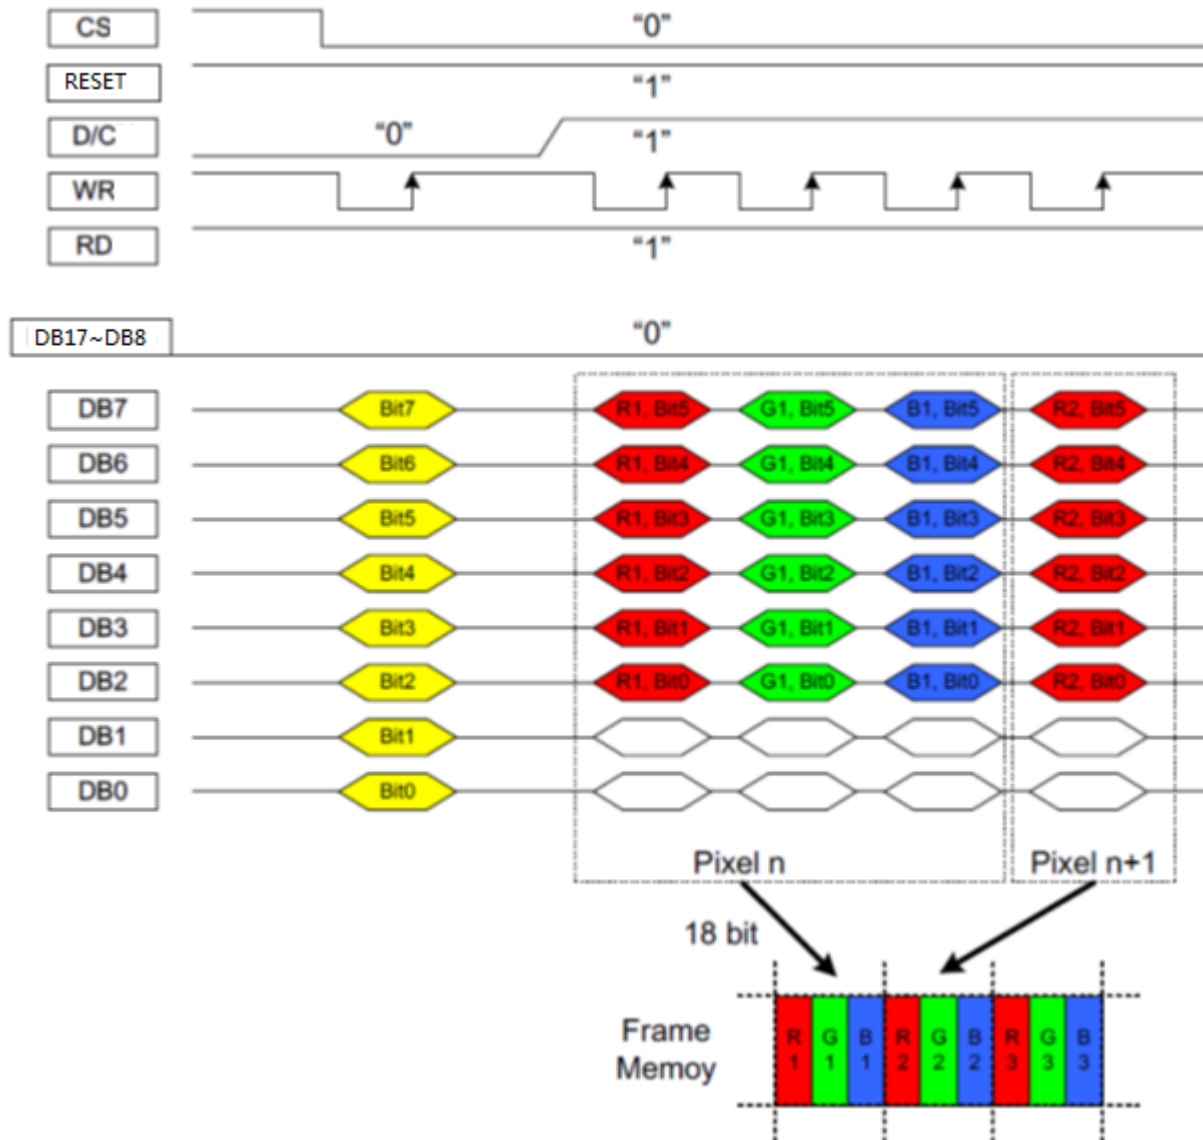 CS “0”
RESET “1”
D/C “0” “1”
WR
RD “1”
DB17~DB8 “0”
DB7 Bit7 R1, Bit5 G1, Bit5 B1, Bit5 R2, Bit5
DB6 Bit6 R1, Bit4 G1, Bit4 B1, Bit4 R2, Bit4
DB5 Bit5 R1, Bit3 G1, Bit3 B1, Bit3 R2, Bit3
DB4 Bit4 R1, Bit2 G1, Bit2 B1, Bit2 R2, Bit2
DB3 Bit3 R1, Bit1 G1, Bit1 B1, Bit1 R2, Bit1
DB2 Bit2 R1, Bit0 G1, Bit0 B1, Bit0 R2, Bit0
DB1 Bit1
DB0 Bit0
Pixel n Pixel n+1
18 bit
Frame
Memoy
R G B R G B R G B
1 1 1 2 2 2 3 3 3